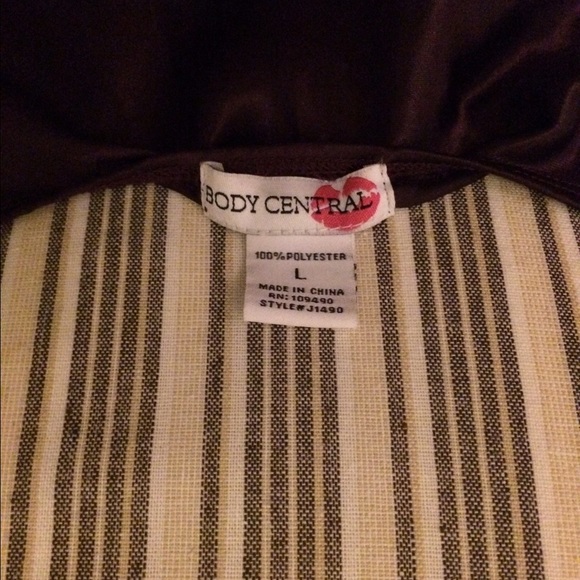 BODY CENTRAL
100% POLYESTER
L
MADE IN CHINA
RN: 109490
STYLE# J1490